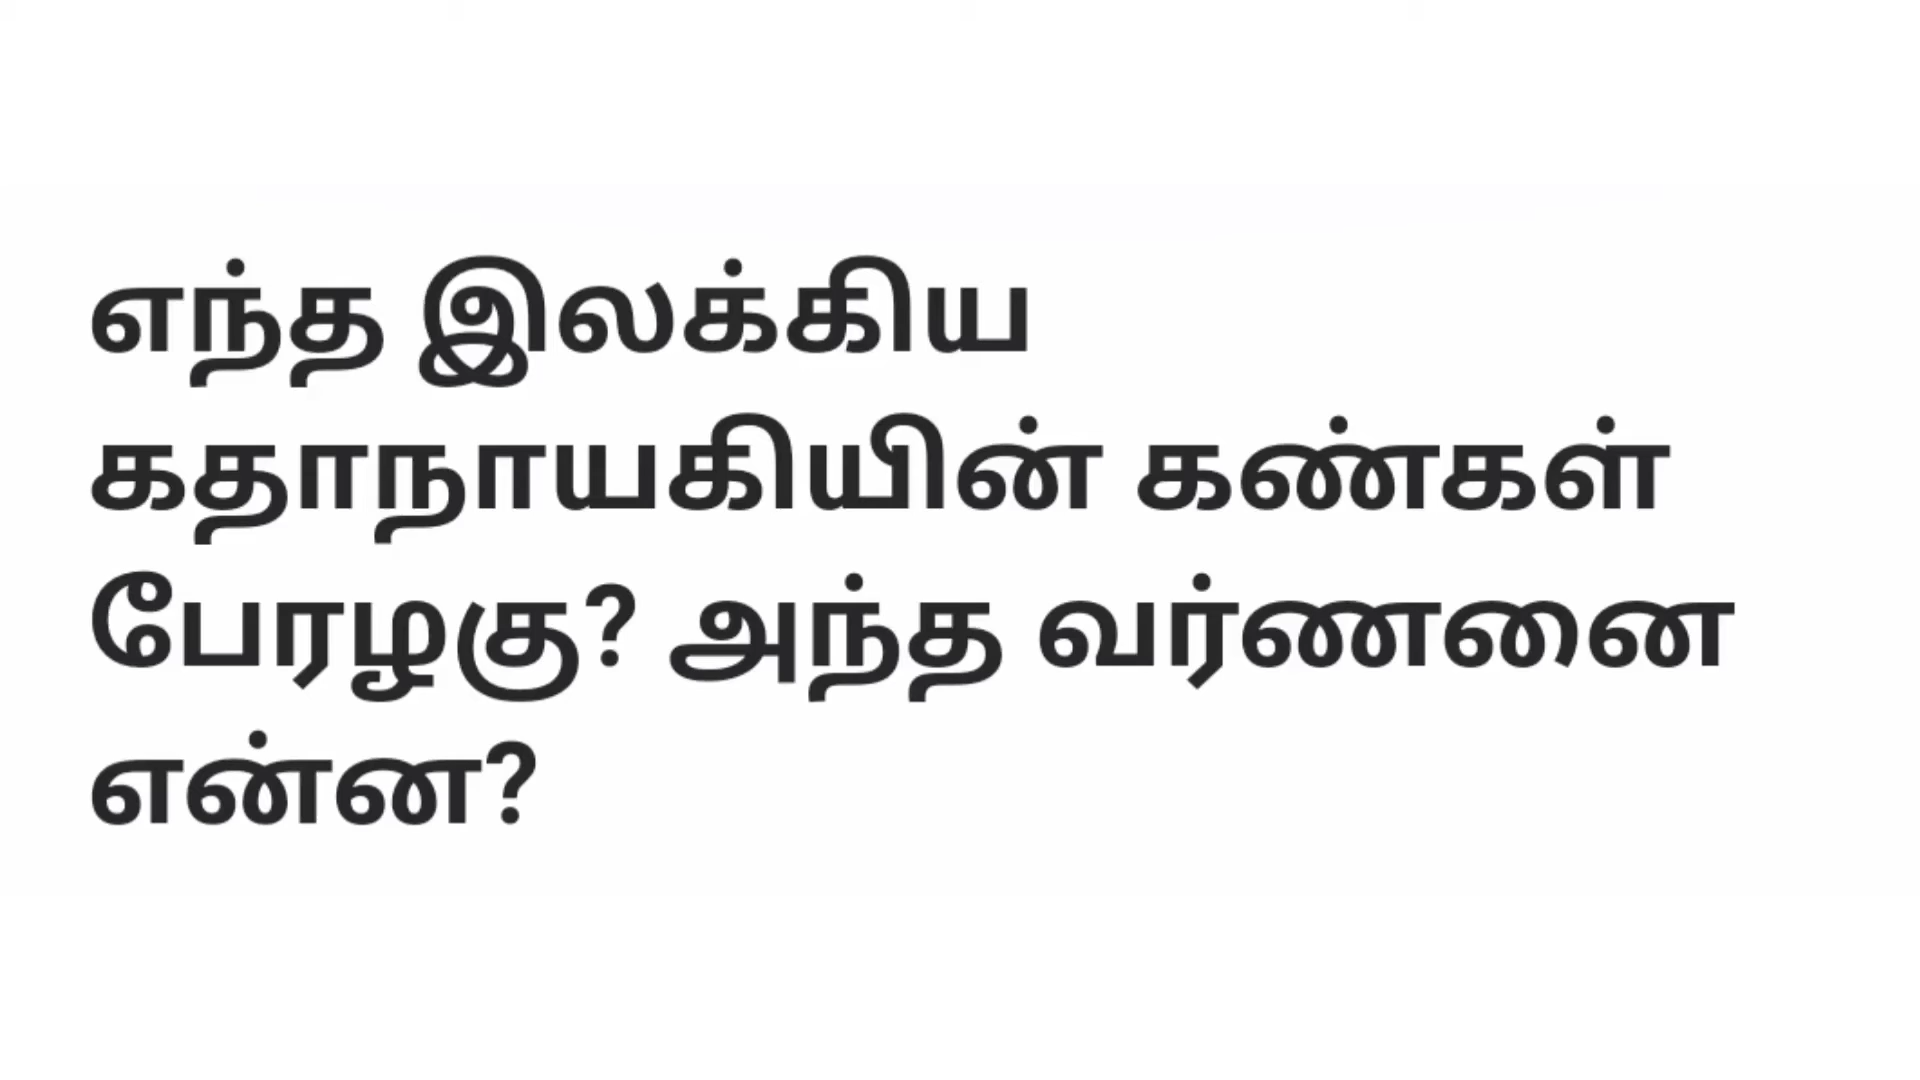 எந்த இலக்கிய
கதாநாயகியின் கண்கள்
பேரழகு? அந்த வர்ணனை
என்ன?